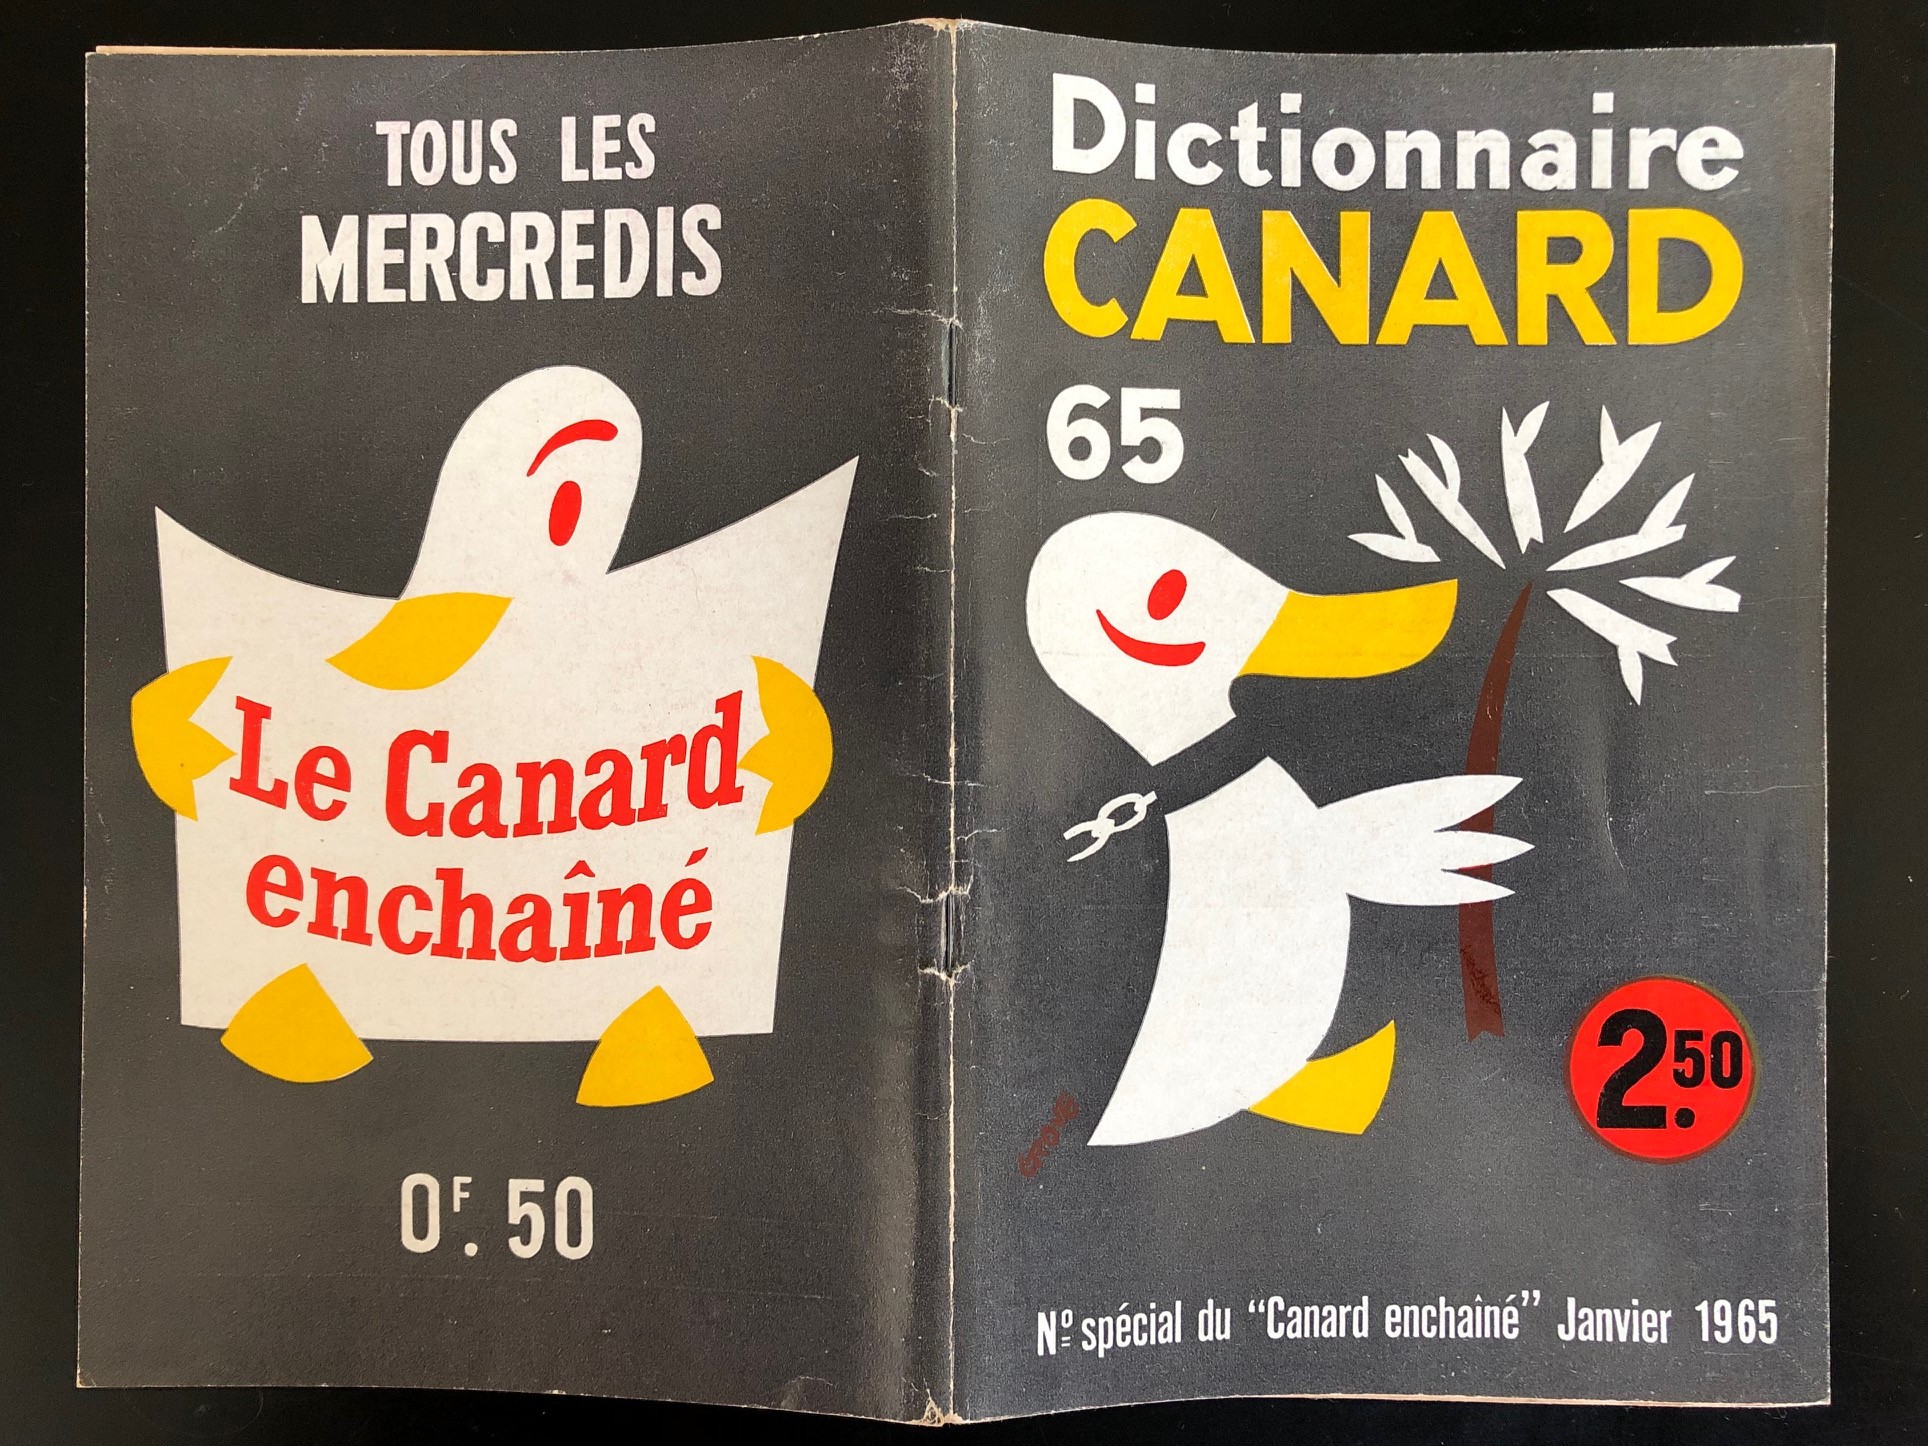 TOUS LES
MERCREDIS
Le Canard
enchaîné
0F.50
Dictionnaire
CANARD
65
2.50
Nº spécial du "Canard enchaîné" Janvier 1965